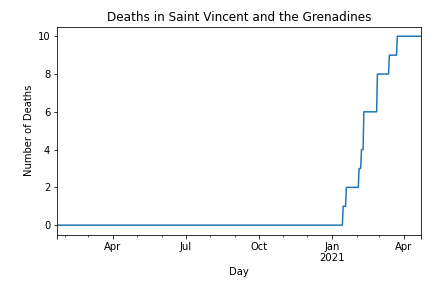 Deaths in Saint Vincent and the Grenadines
10
8
6
4
2
0
Number of Deaths
Apr
Jul
Oct
Jan
2021
Apr
Day